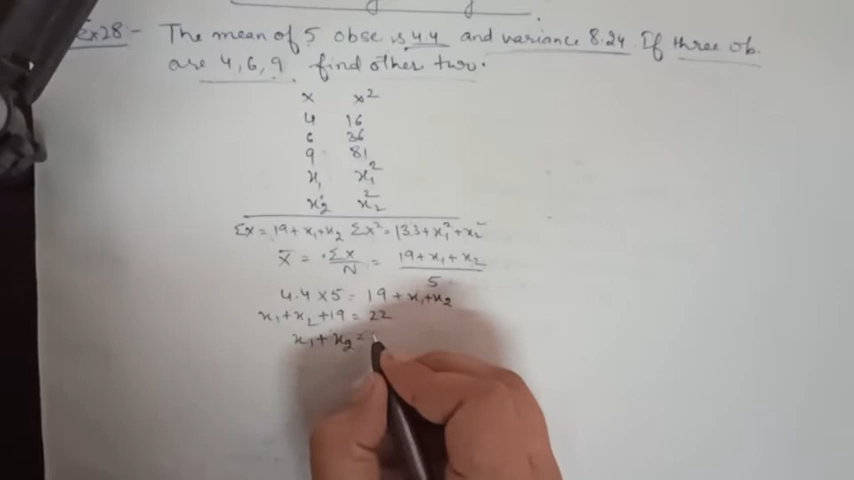 Ex28 - The mean of 5 obse is 4.4 and variance 8.24. If three ob.
are 4, 6, 9 find other two.
x x²
4 16
6 36
9 81
x₁ x₁²
x₂ x₂²
Σx = 19 + x₁ + x₂ Σx² = 133 + x₁² + x₂²
x̄ = Σx/N = 19 + x₁ + x₂/5
4.4 × 5 = 19 + x₁ + x₂
x₁ + x₂ + 19 = 22
x₁ + x₂ =